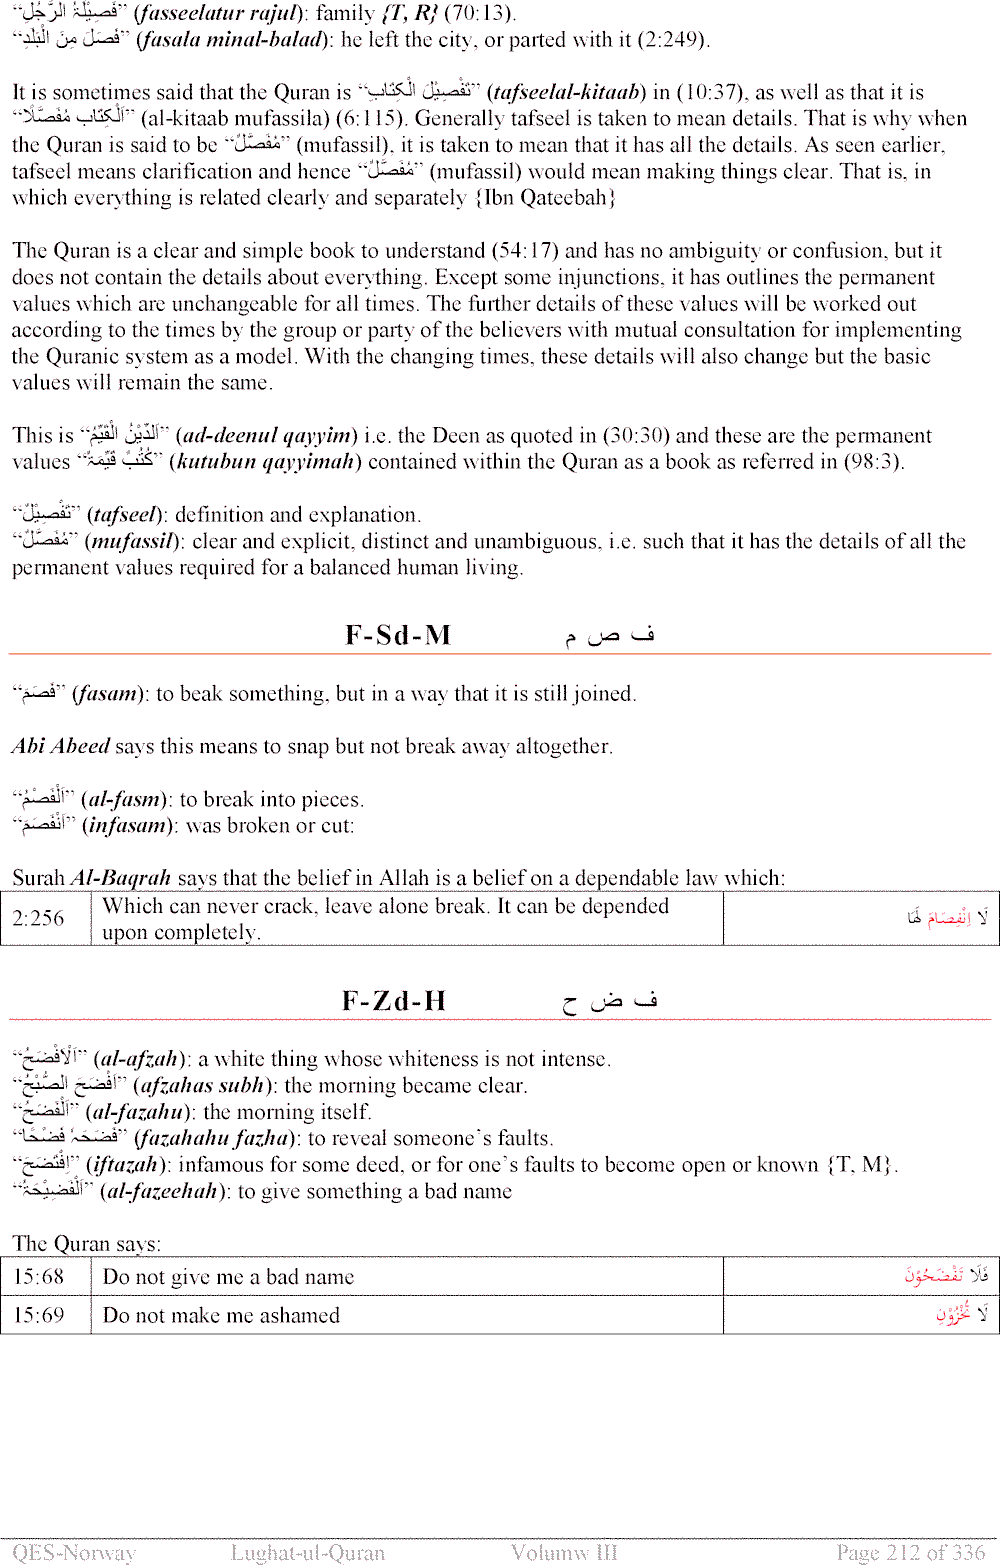 “فَصِيْلَۃُ الرَّجُلِ” (fasseelatur rajul): family {T, R} (70:13).
“فَصَلَ مِنَ الْبَلَدِ” (fasala minal-balad): he left the city, or parted with it (2:249).
It is sometimes said that the Quran is “تَفْصِيْلَ الْكِتَابِ” (tafseelal-kitaab) in (10:37), as well as that it is
“اَلْكِتَابِ مُفَصَّلًا” (al-kitaab mufassila) (6:115). Generally tafseel is taken to mean details. That is why when
the Quran is said to be “مُفَصَّلٌ” (mufassil), it is taken to mean that it has all the details. As seen earlier,
tafseel means clarification and hence “مُفَصَّلٌ” (mufassil) would mean making things clear. That is, in
which everything is related clearly and separately {Ibn Qateebah}
The Quran is a clear and simple book to understand (54:17) and has no ambiguity or confusion, but it
does not contain the details about everything. Except some injunctions, it has outlines the permanent
values which are unchangeable for all times. The further details of these values will be worked out
according to the times by the group or party of the believers with mutual consultation for implementing
the Quranic system as a model. With the changing times, these details will also change but the basic
values will remain the same.
This is “اَلدِّيْنُ الْقَيِّمُ” (ad-deenul qayyim) i.e. the Deen as quoted in (30:30) and these are the permanent
values “كُتُبٌ قَيِّمَۃٌ” (kutubun qayyimah) contained within the Quran as a book as referred in (98:3).
“تَفْصِيْلٌ” (tafseel): definition and explanation.
“مُفَصَّلٌ” (mufassil): clear and explicit, distinct and unambiguous, i.e. such that it has the details of all the
permanent values required for a balanced human living.
F-Sd-M ف ص م
“فَصَمَ” (fasam): to beak something, but in a way that it is still joined.
Abi Abeed says this means to snap but not break away altogether.
“اَلْفَصْمُ” (al-fasm): to break into pieces.
“اَنْفَصَمَ” (infasam): was broken or cut:
Surah Al-Baqrah says that the belief in Allah is a belief on a dependable law which:
2:256 Which can never crack, leave alone break. It can be depended لَا اِنْفِصَامَ لَهَا
upon completely.
F-Zd-H ف ض ح
“اَلْاَفْضَحُ” (al-afzah): a white thing whose whiteness is not intense.
“اَفْضَحَ الصُّبْحُ” (afzahas subh): the morning became clear.
“اَلْفَضَحُ” (al-fazahu): the morning itself.
“فَضَحَہٗ فَضْحًا” (fazahahu fazha): to reveal someone’s faults.
“اِفْتَضَحَ” (iftazah): infamous for some deed, or for one’s faults to become open or known {T, M}.
“اَلْفَضِيْحَۃُ” (al-fazeehah): to give something a bad name
The Quran says:
15:68 Do not give me a bad name فَلَا تَفْضَحُوْنَ
15:69 Do not make me ashamed لَا تُخْزُوْنِ
QES-Norway Lughat-ul-Quran Volumw III Page 212 of 336